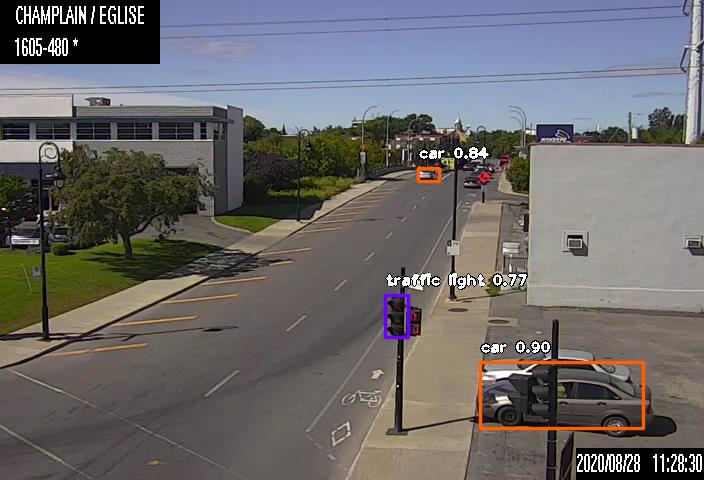 CHAMPLAIN / EGLISE
1605-480 *
car 0.84
traffic light 0.77
car 0.90
2020/08/28 11:28:30